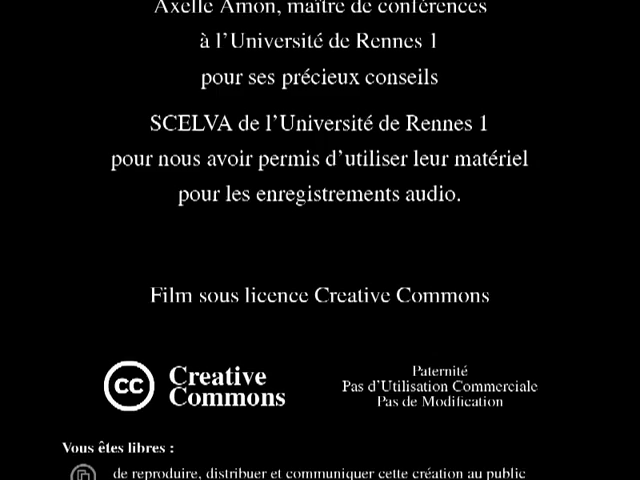 Axelle Amon, maître de conférences
à l'Université de Rennes 1
pour ses précieux conseils
SCELVA de l'Université de Rennes 1
pour nous avoir permis d'utiliser leur matériel
pour les enregistrements audio.
Film sous licence Creative Commons
cc Creative
Commons
Paternité
Pas d'Utilisation Commerciale
Pas de Modification
Vous êtes libres :
de reproduire, distribuer et communiquer cette création au public